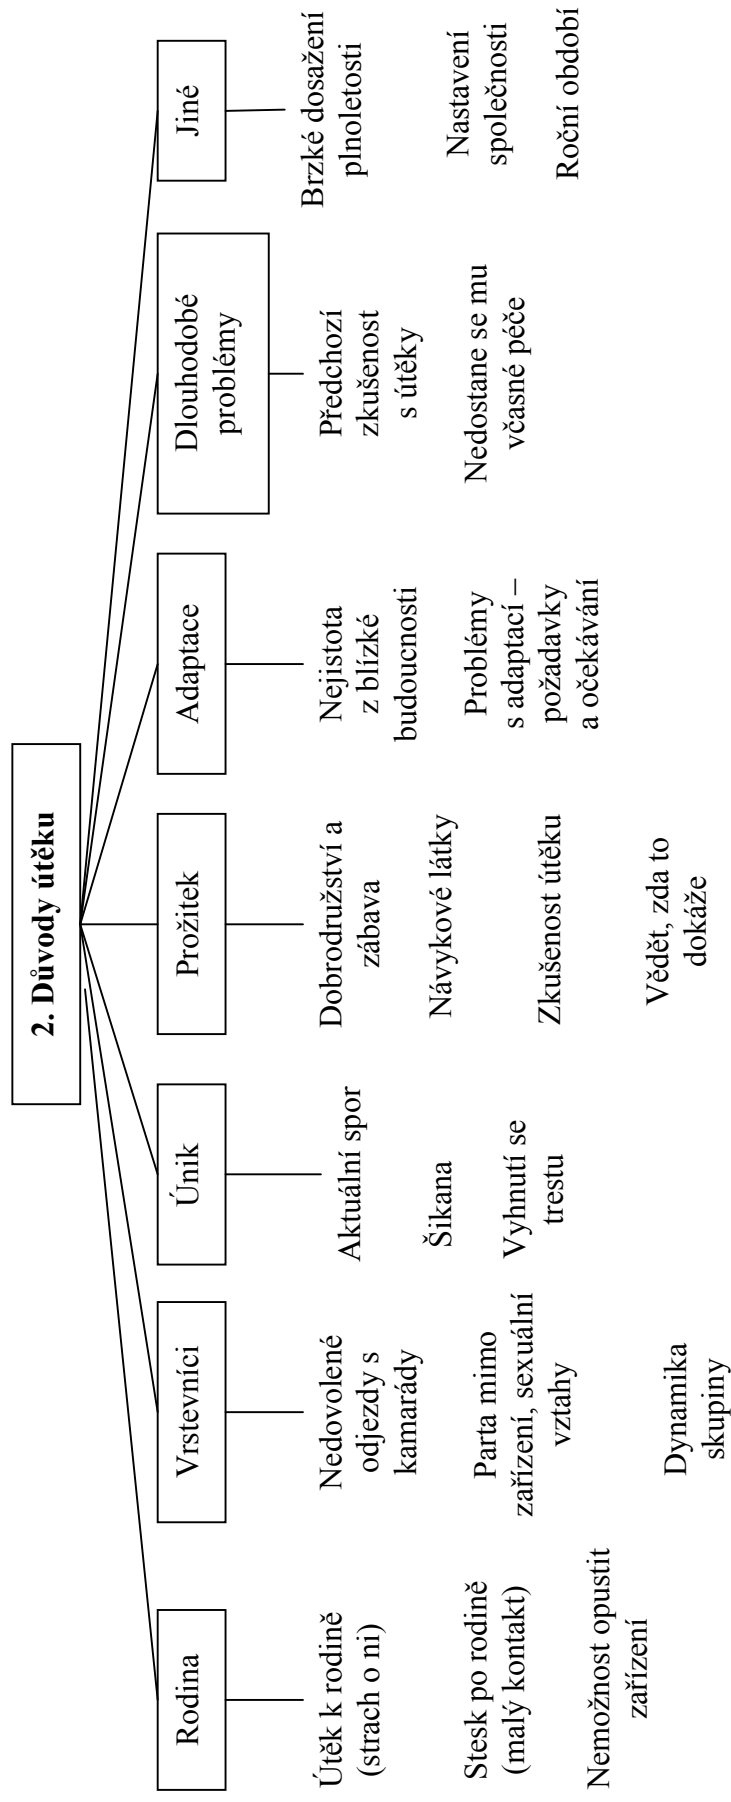 2. Důvody útěku
Rodina
Útěk k rodině
(strach o ni)
Stesk po rodině
(malý kontakt)
Nemožnost opustit
zařízení
Vrstevníci
Nedovolené
odjezdy s
kamarády
Parta mimo
zařízení, sexuální
vztahy
Dynamika
skupiny
Únik
Aktuální spor
Šikana
Vyhnutí se
trestu
Prožitek
Dobrodružství a
zábava
Návykové látky
Zkušenost útěku
Vědět, zda to
dokáže
Adaptace
Nejistota
z blízké
budoucnosti
Problémy
s adaptací –
požadavky
a očekávání
Dlouhodobé
problémy
Předchozí
zkušenost
s útěky
Nedostane se mu
včasné péče
Jiné
Brzké dosažení
plnoletosti
Nastavení
společnosti
Roční období